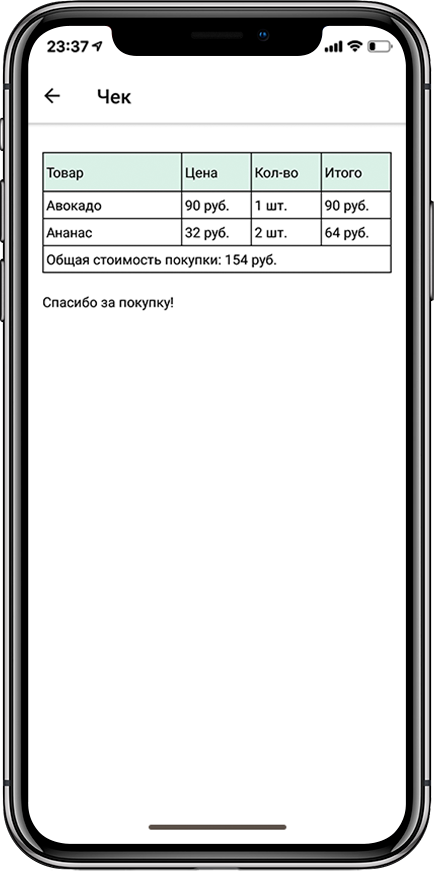 23:37
Чек
Товар Цена Кол-во Итого
Авокадо 90 руб. 1 шт. 90 руб.
Ананас 32 руб. 2 шт. 64 руб.
Общая стоимость покупки: 154 руб.
Спасибо за покупку!